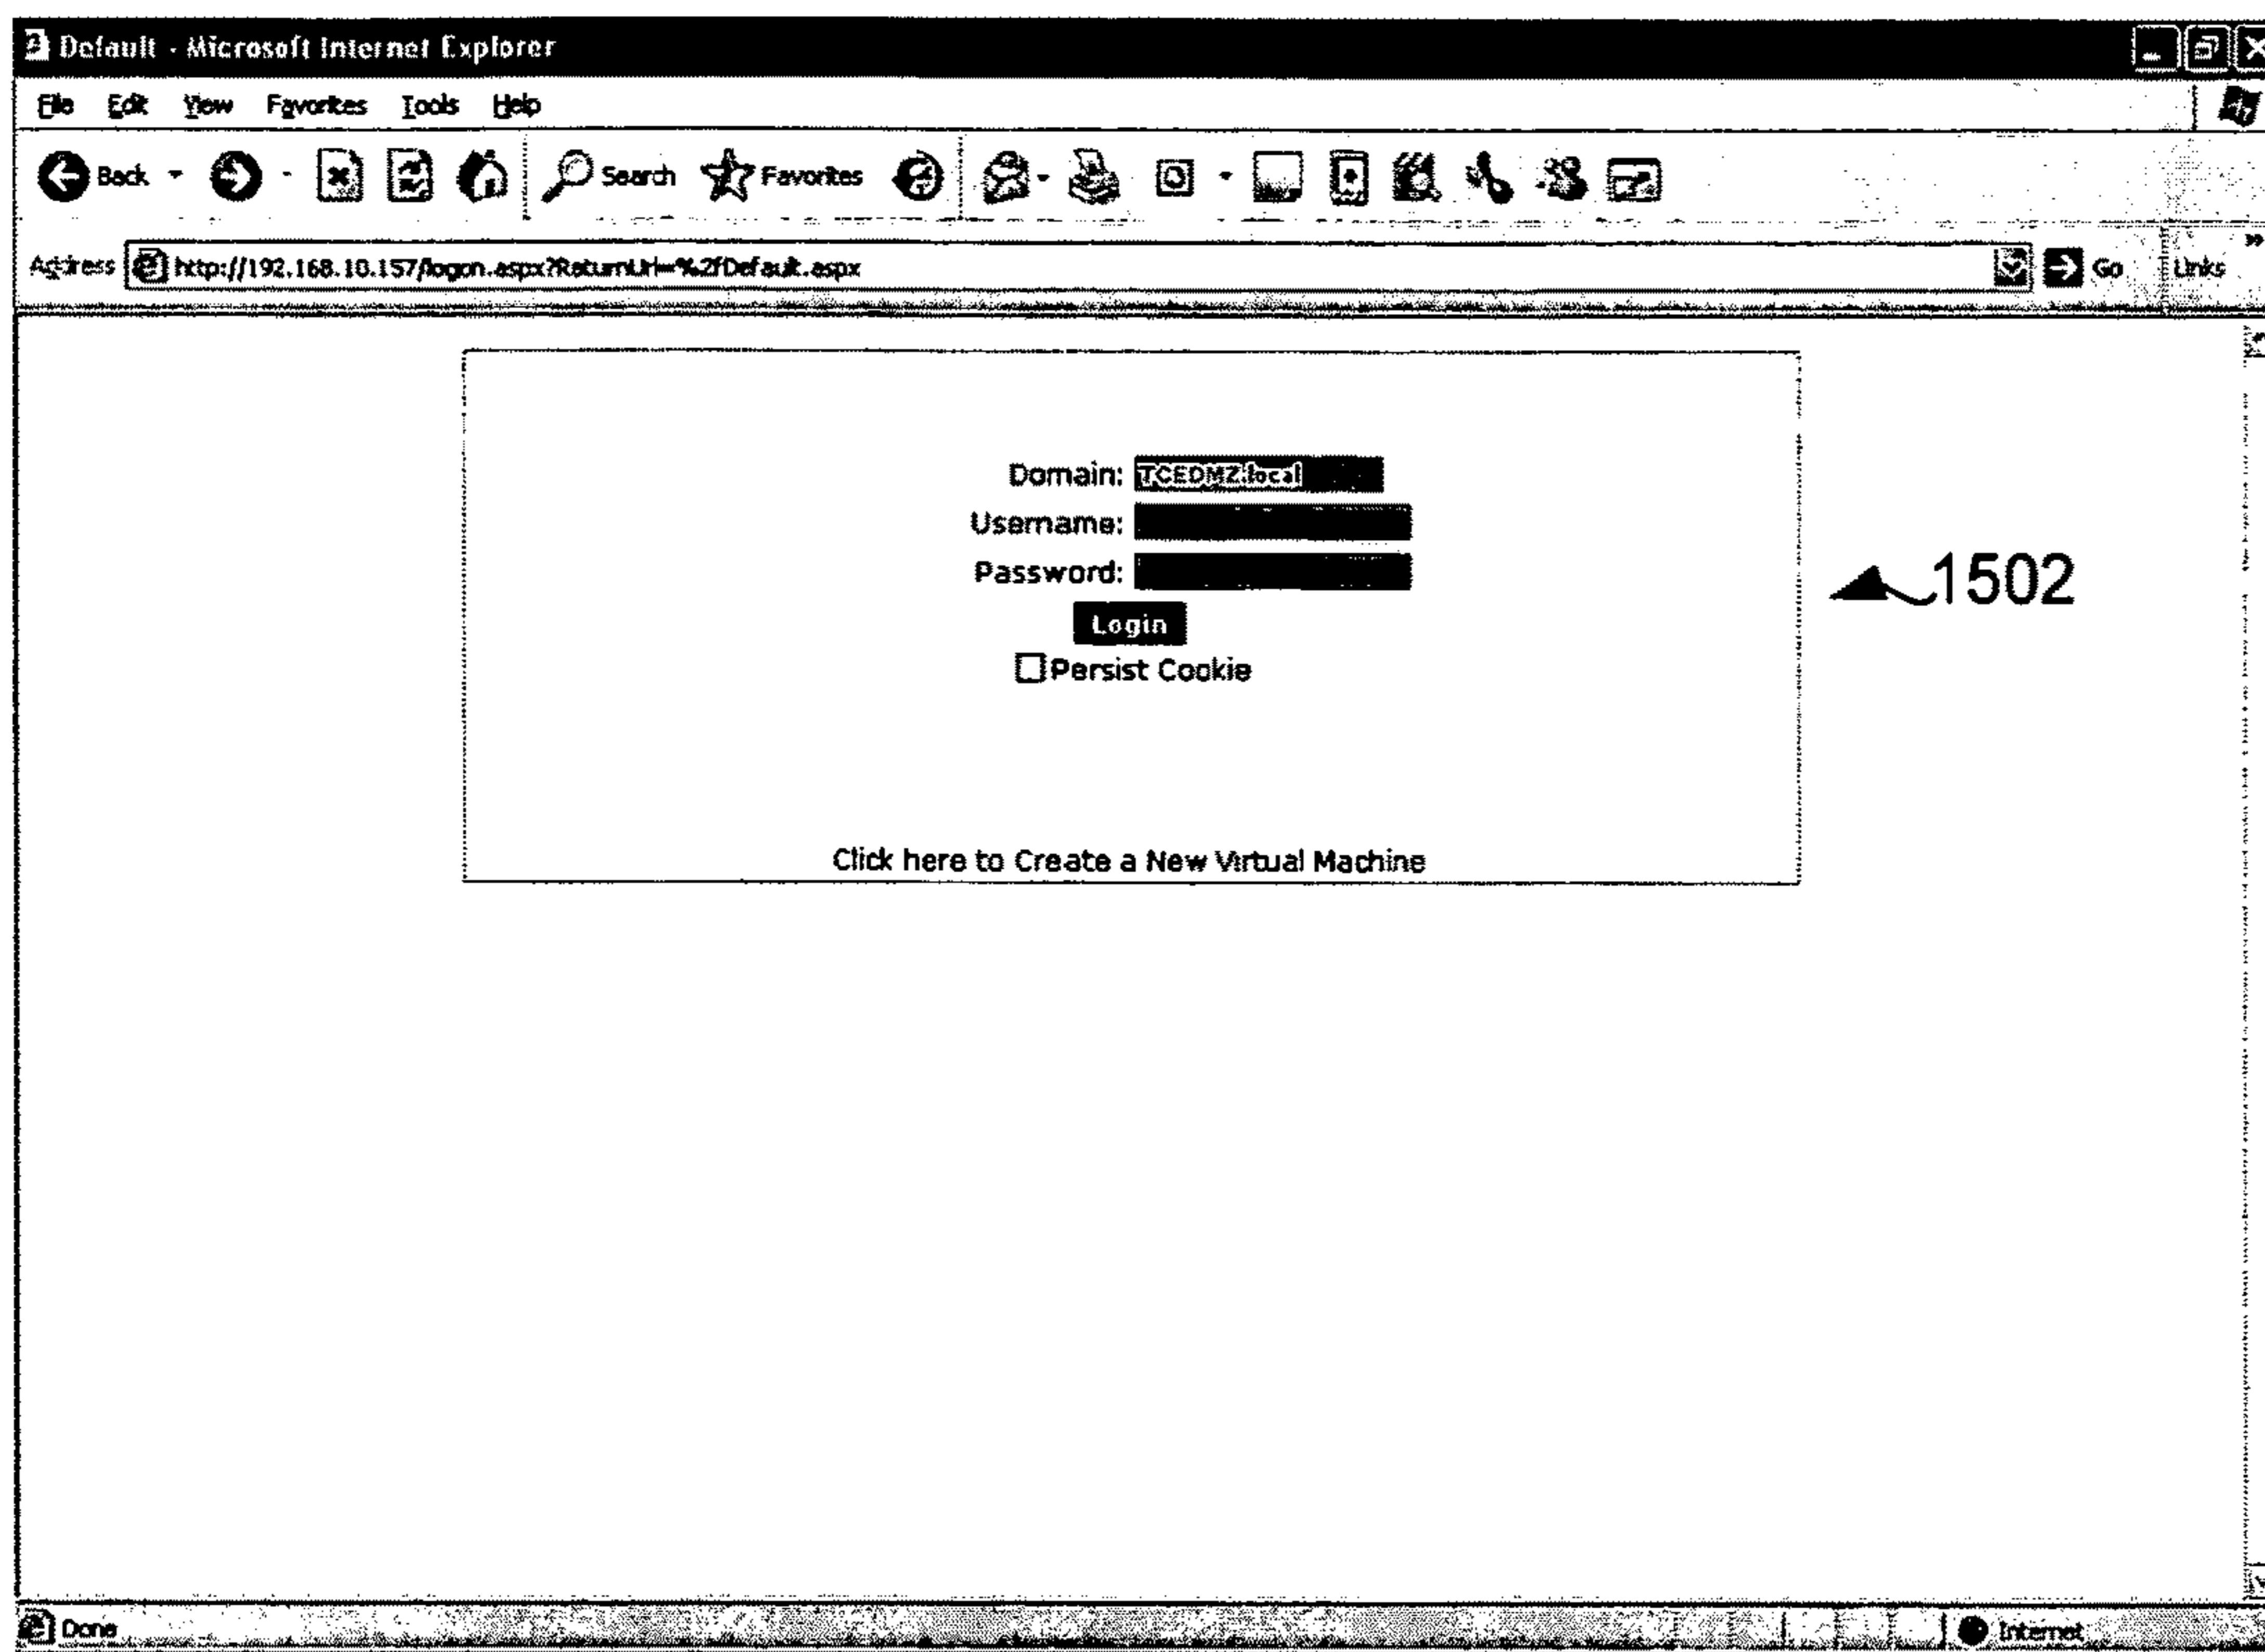 Default - Microsoft Internet Explorer
File Edit View Favorites Tools Help
Back Search Favorites
Address http://192.168.10.157/logon.aspx?ReturnUrl=%2fDefault.aspx Go Links »
Domain: TCEDMZ.local
Username:
Password:
Login
Persist Cookie
1502
Click here to Create a New Virtual Machine
Done Internet